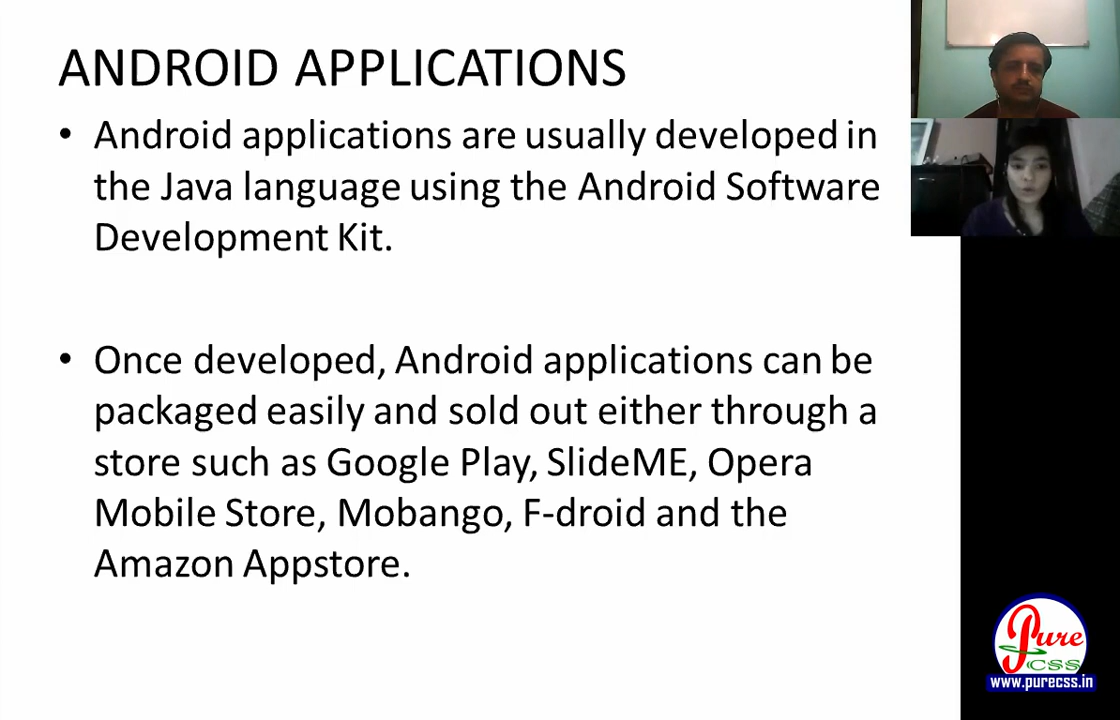 ANDROID APPLICATIONS
• Android applications are usually developed in
the Java language using the Android Software
Development Kit.
• Once developed, Android applications can be
packaged easily and sold out either through a
store such as Google Play, SlideME, Opera
Mobile Store, Mobango, F-droid and the
Amazon Appstore.
Pure
CSS
www.purecss.in